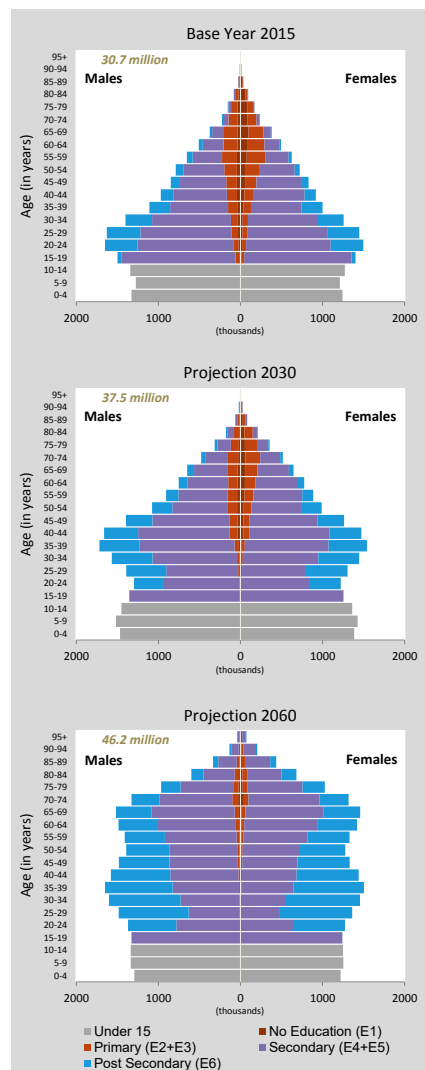 Base Year 2015
30.7 million
Males
Females
Age (in years)
95+
90-94
85-89
80-84
75-79
70-74
65-69
60-64
55-59
50-54
45-49
40-44
35-39
30-34
25-29
20-24
15-19
10-14
5-9
0-4
2000 1000 0 1000 2000
(thousands)
Projection 2030
37.5 million
Males
Females
Age (in years)
95+
90-94
85-89
80-84
75-79
70-74
65-69
60-64
55-59
50-54
45-49
40-44
35-39
30-34
25-29
20-24
15-19
10-14
5-9
0-4
2000 1000 0 1000 2000
(thousands)
Projection 2060
46.2 million
Males
Females
Age (in years)
95+
90-94
85-89
80-84
75-79
70-74
65-69
60-64
55-59
50-54
45-49
40-44
35-39
30-34
25-29
20-24
15-19
10-14
5-9
0-4
2000 1000 0 1000 2000
(thousands)
Under 15
No Education (E1)
Primary (E2+E3)
Secondary (E4+E5)
Post Secondary (E6)